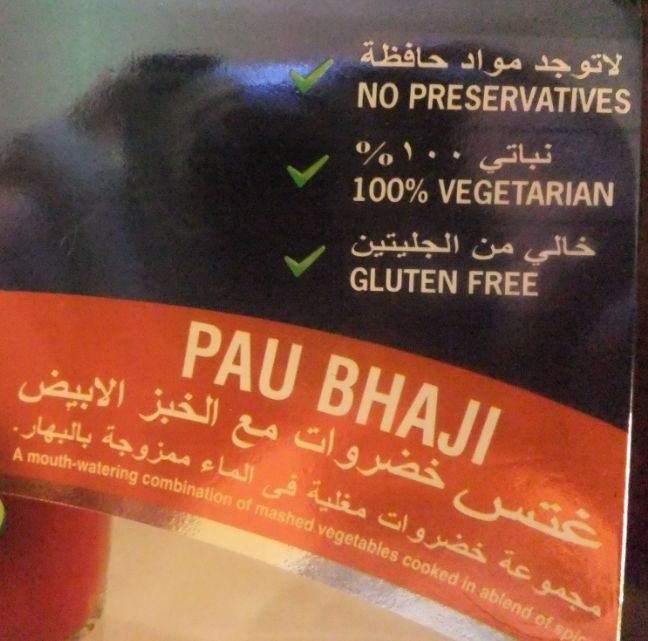 لاتوجد مواد حافظة
NO PRESERVATIVES
نباتي ١٠٠%
100% VEGETARIAN
خالي من الجليتين
GLUTEN FREE
PAU BHAJI
غتس خضروات مع الخبز الابيض
مجموعة خضروات مغلية في الماء ممزوجة بالبهار.
A mouth-watering combination of mashed vegetables cooked in ablend of